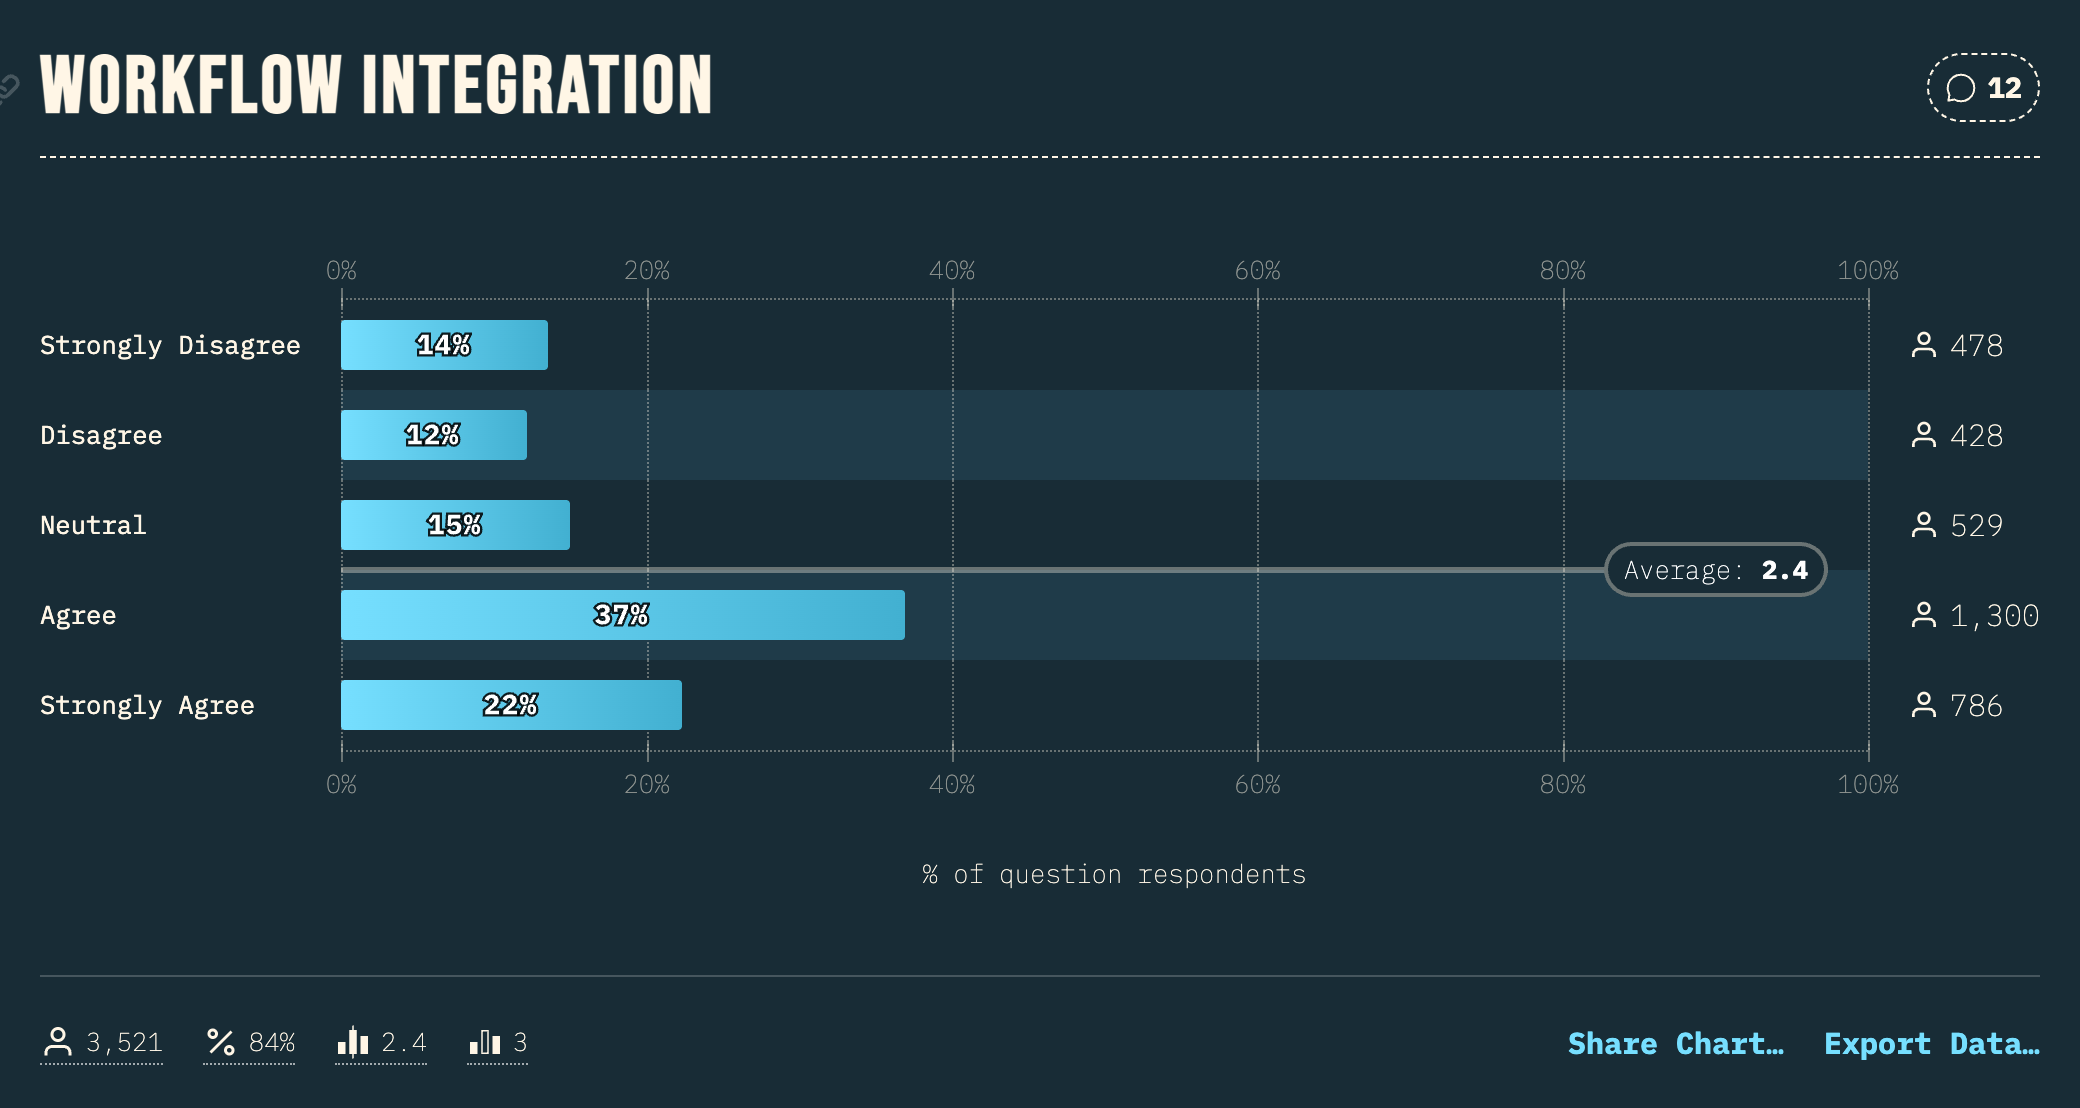 WORKFLOW INTEGRATION
12
0% 20% 40% 60% 80% 100%
Strongly Disagree 14% 478
Disagree 12% 428
Neutral 15% 529
Average: 2.4
Agree 37% 1,300
Strongly Agree 22% 786
0% 20% 40% 60% 80% 100%
% of question respondents
3,521 84% 2.4 3 Share Chart… Export Data…